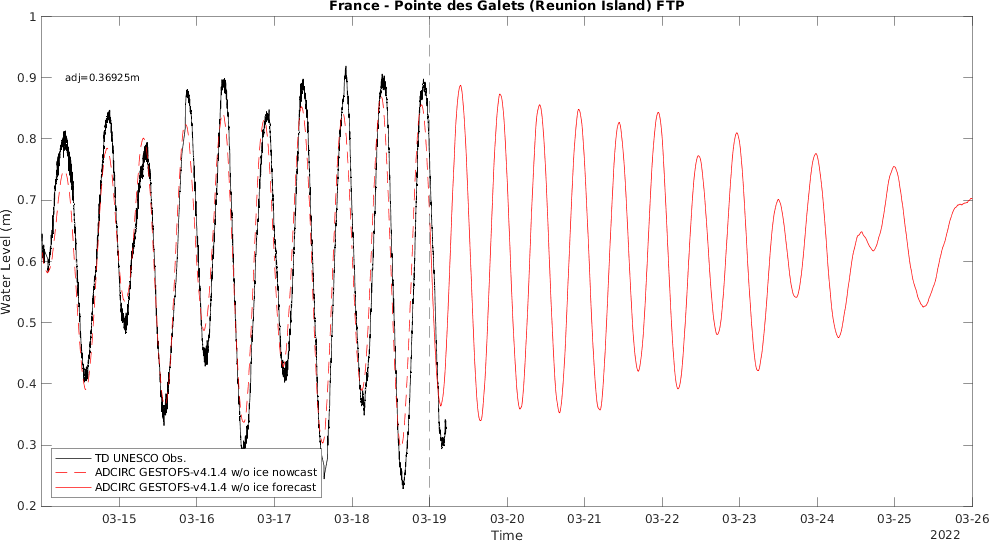 France - Pointe des Galets (Reunion Island) FTP
1
0.9
0.8
0.7
0.6
0.5
0.4
0.3
0.2
Water Level (m)
adj=0.36925m
TD UNESCO Obs.
ADCIRC GESTOFS-v4.1.4 w/o ice nowcast
ADCIRC GESTOFS-v4.1.4 w/o ice forecast
03-15 03-16 03-17 03-18 03-19 03-20 03-21 03-22 03-23 03-24 03-25 03-26
Time
2022